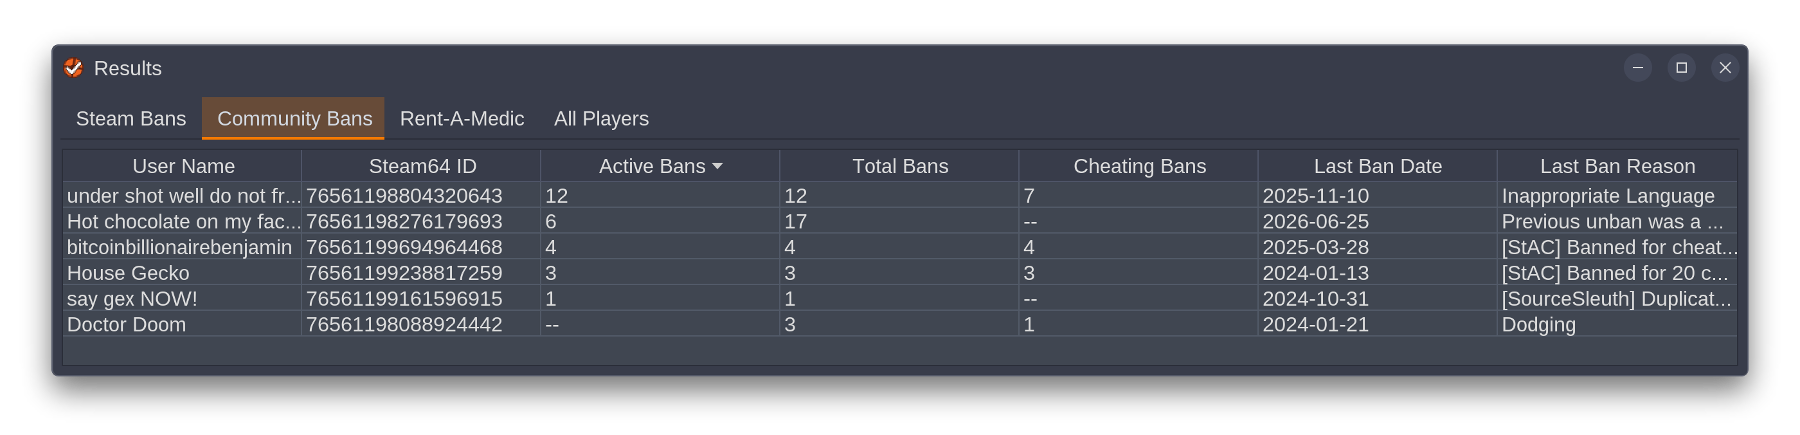 Results
Steam Bans Community Bans Rent-A-Medic All Players
User Name Steam64 ID Active Bans Total Bans Cheating Bans Last Ban Date Last Ban Reason
under shot well do not fr... 76561198804320643 12 12 7 2025-11-10 Inappropriate Language
Hot chocolate on my fac... 76561198276179693 6 17 -- 2026-06-25 Previous unban was a ...
bitcoinbillionairebenjamin 76561199694964468 4 4 4 2025-03-28 [StAC] Banned for cheat...
House Gecko 76561199238817259 3 3 3 2024-01-13 [StAC] Banned for 20 c...
say gex NOW! 76561199161596915 1 1 -- 2024-10-31 [SourceSleuth] Duplicat...
Doctor Doom 76561198088924442 -- 3 1 2024-01-21 Dodging